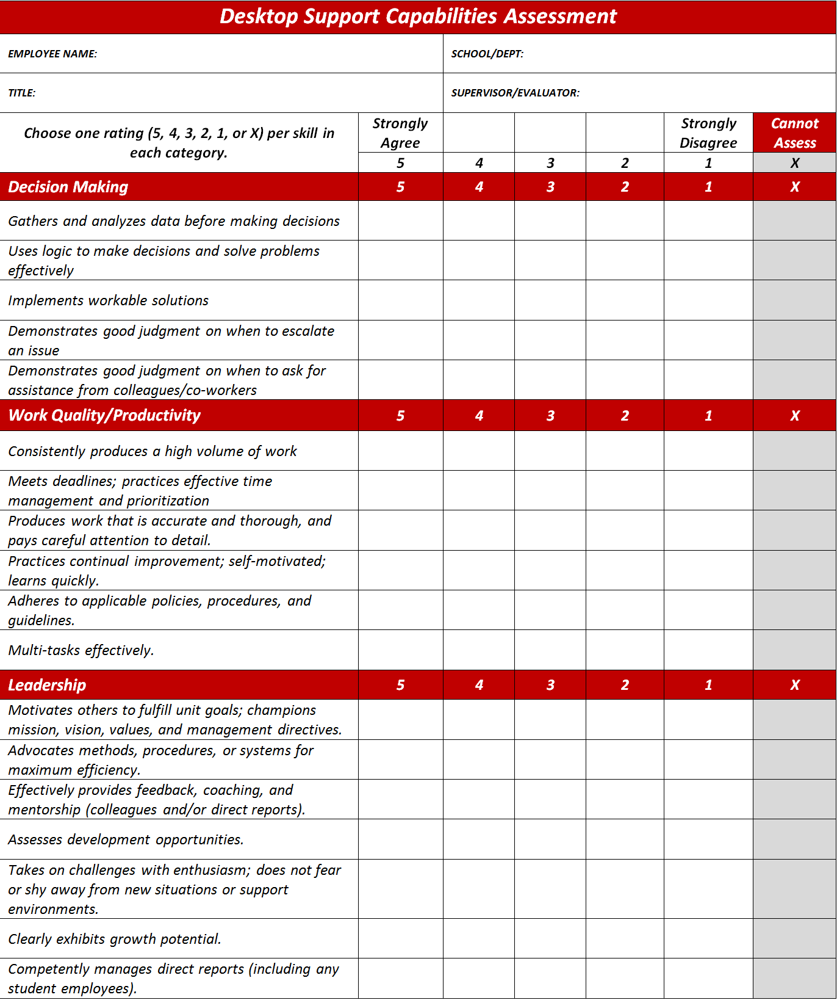 Desktop Support Capabilities Assessment
EMPLOYEE NAME:
SCHOOL/DEPT:
TITLE:
SUPERVISOR/EVALUATOR:
Choose one rating (5, 4, 3, 2, 1, or X) per skill in
each category.
Strongly
Agree
Strongly
Disagree
Cannot
Assess
5 4 3 2 1 X
Decision Making 5 4 3 2 1 X
Gathers and analyzes data before making decisions
Uses logic to make decisions and solve problems
effectively
Implements workable solutions
Demonstrates good judgment on when to escalate
an issue
Demonstrates good judgment on when to ask for
assistance from colleagues/co-workers
Work Quality/Productivity 5 4 3 2 1 X
Consistently produces a high volume of work
Meets deadlines; practices effective time
management and prioritization
Produces work that is accurate and thorough, and
pays careful attention to detail.
Practices continual improvement; self-motivated;
learns quickly.
Adheres to applicable policies, procedures, and
guidelines.
Multi-tasks effectively.
Leadership 5 4 3 2 1 X
Motivates others to fulfill unit goals; champions
mission, vision, values, and management directives.
Advocates methods, procedures, or systems for
maximum efficiency.
Effectively provides feedback, coaching, and
mentorship (colleagues and/or direct reports).
Assesses development opportunities.
Takes on challenges with enthusiasm; does not fear
or shy away from new situations or support
environments.
Clearly exhibits growth potential.
Competently manages direct reports (including any
student employees).